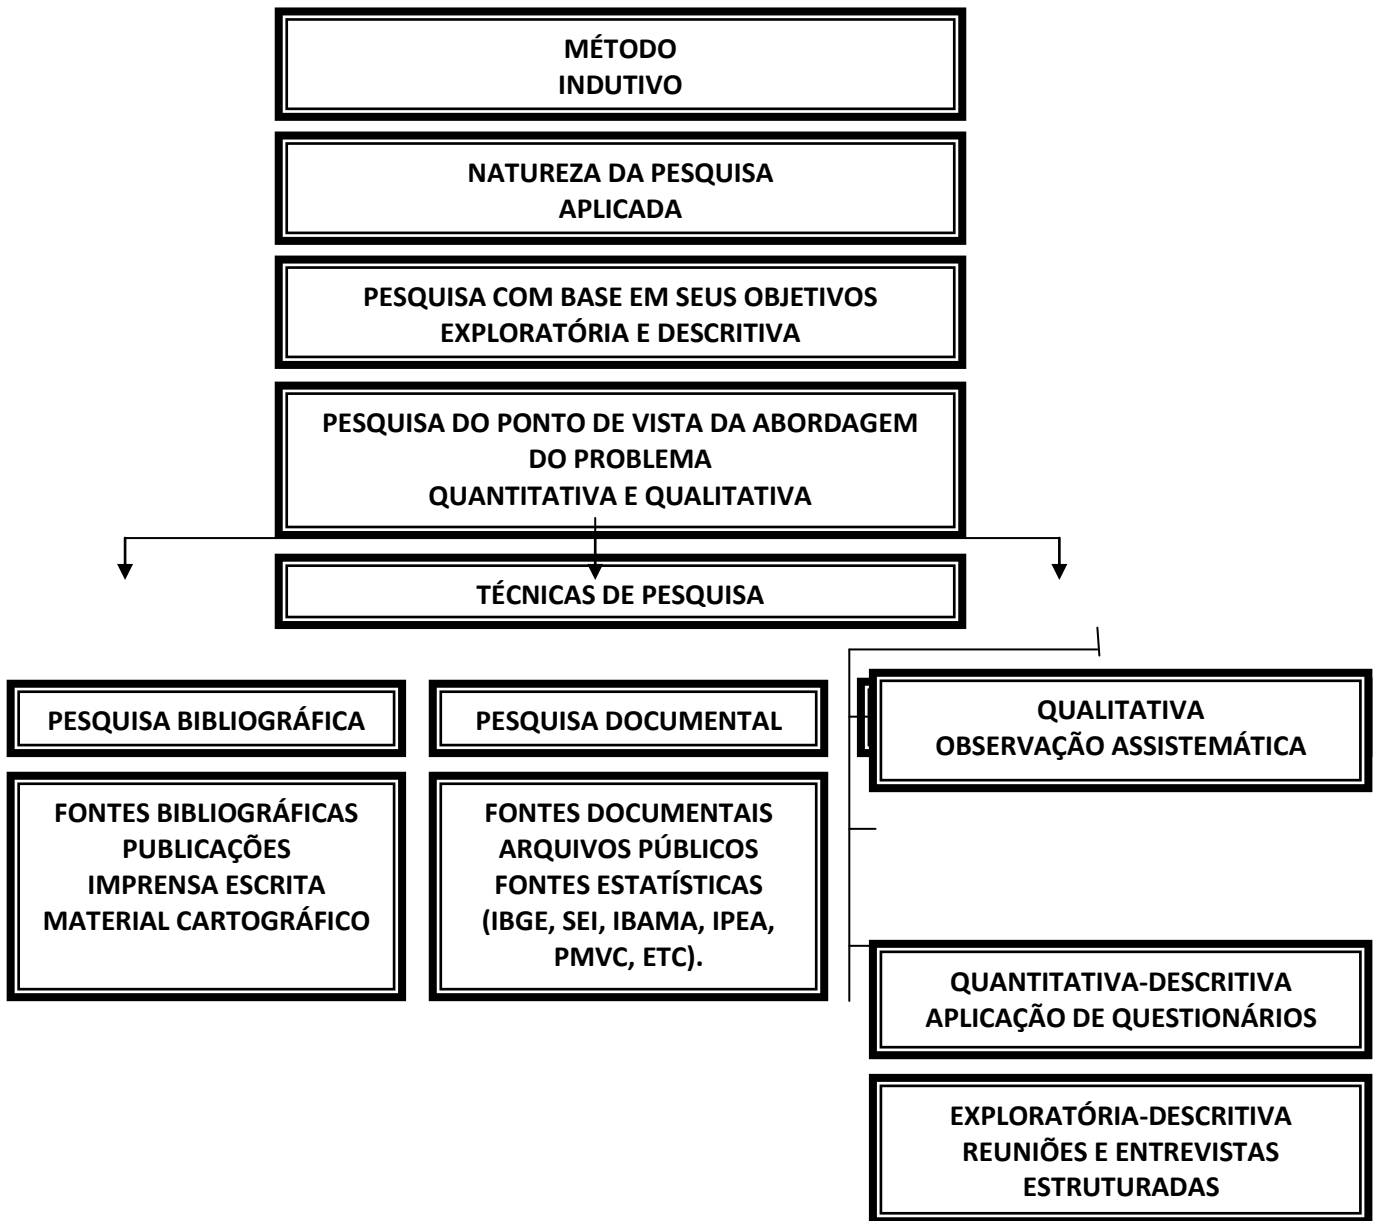 MÉTODO
INDUTIVO
NATUREZA DA PESQUISA
APLICADA
PESQUISA COM BASE EM SEUS OBJETIVOS
EXPLORATÓRIA E DESCRITIVA
PESQUISA DO PONTO DE VISTA DA ABORDAGEM
DO PROBLEMA
QUANTITATIVA E QUALITATIVA
TÉCNICAS DE PESQUISA
PESQUISA BIBLIOGRÁFICA
FONTES BIBLIOGRÁFICAS
PUBLICAÇÕES
IMPRENSA ESCRITA
MATERIAL CARTOGRÁFICO
PESQUISA DOCUMENTAL
FONTES DOCUMENTAIS
ARQUIVOS PÚBLICOS
FONTES ESTATÍSTICAS
(IBGE, SEI, IBAMA, IPEA,
PMVC, ETC).
QUALITATIVA
OBSERVAÇÃO ASSISTEMÁTICA
QUANTITATIVA-DESCRITIVA
APLICAÇÃO DE QUESTIONÁRIOS
EXPLORATÓRIA-DESCRITIVA
REUNIÕES E ENTREVISTAS
ESTRUTURADAS